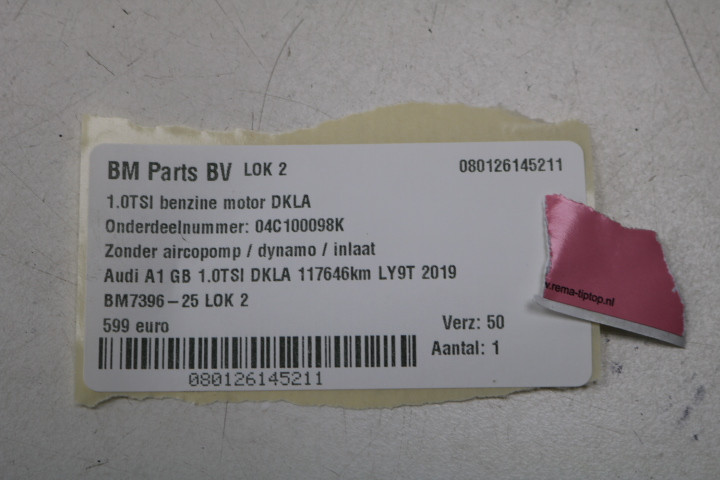 BM Parts BV LOK 2 080126145211
1.0TSI benzine motor DKLA
Onderdeelnummer: 04C100098K
Zonder aircopomp / dynamo / inlaat
Audi A1 GB 1.0TSI DKLA 117646km LY9T 2019
BM7396-25 LOK 2
599 euro Verz: 50
Aantal: 1
080126145211
w.rema-tiptop.nl